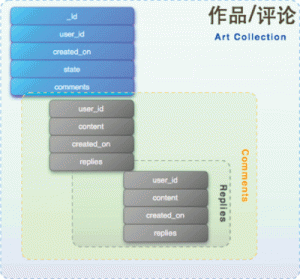 作品/评论
Art Collection
_id
user_id
created_on
state
comments
user_id
content
created_on
replies
Comments
user_id
content
created_on
replies
Replies